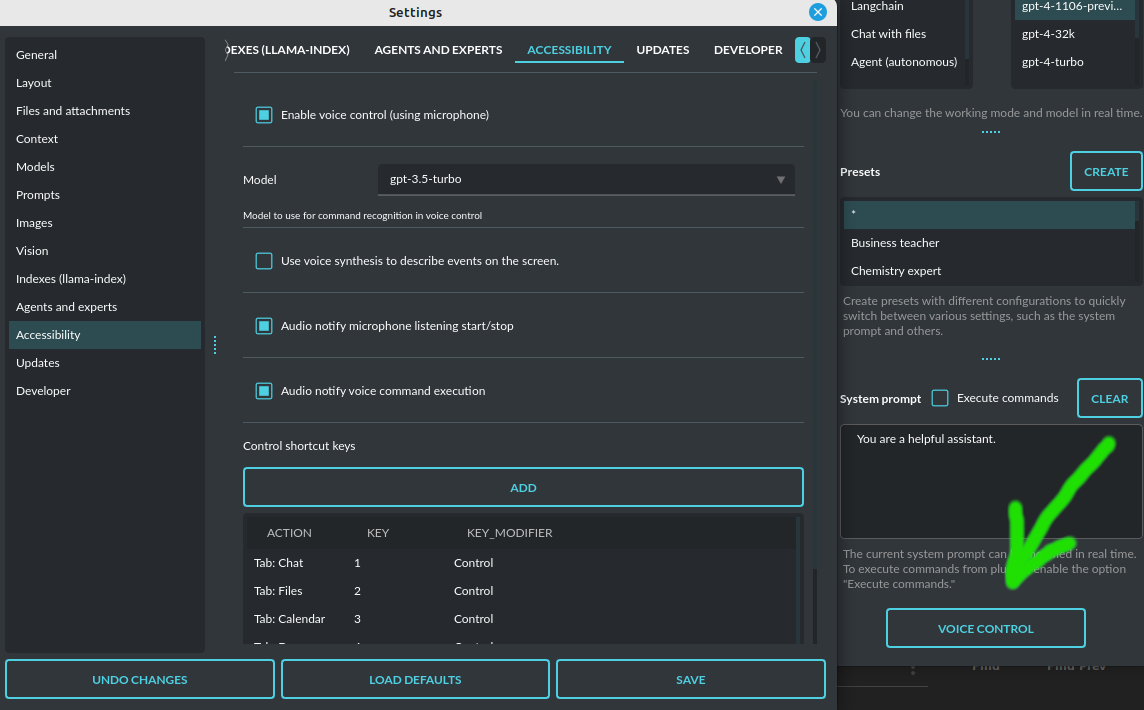 Settings
General
Layout
Files and attachments
Context
Models
Prompts
Images
Vision
Indexes (llama-index)
Agents and experts
Accessibility
Updates
Developer
DEXES (LLAMA-INDEX) AGENTS AND EXPERTS ACCESSIBILITY UPDATES DEVELOPER
Enable voice control (using microphone)
Model gpt-3.5-turbo
Model to use for command recognition in voice control
Use voice synthesis to describe events on the screen.
Audio notify microphone listening start/stop
Audio notify voice command execution
Control shortcut keys
ADD
ACTION KEY KEY_MODIFIER
Tab: Chat 1 Control
Tab: Files 2 Control
Tab: Calendar 3 Control
UNDO CHANGES LOAD DEFAULTS SAVE
Langchain gpt-4-1106-previ...
Chat with files gpt-4-32k
Agent (autonomous) gpt-4-turbo
You can change the working mode and model in real time.
Presets CREATE
*
Business teacher
Chemistry expert
Create presets with different configurations to quickly
switch between various settings, such as the system
prompt and others.
System prompt Execute commands CLEAR
You are a helpful assistant.
The current system prompt can in real time.
To execute commands from enable the option
"Execute commands."
VOICE CONTROL
Find Find Prev